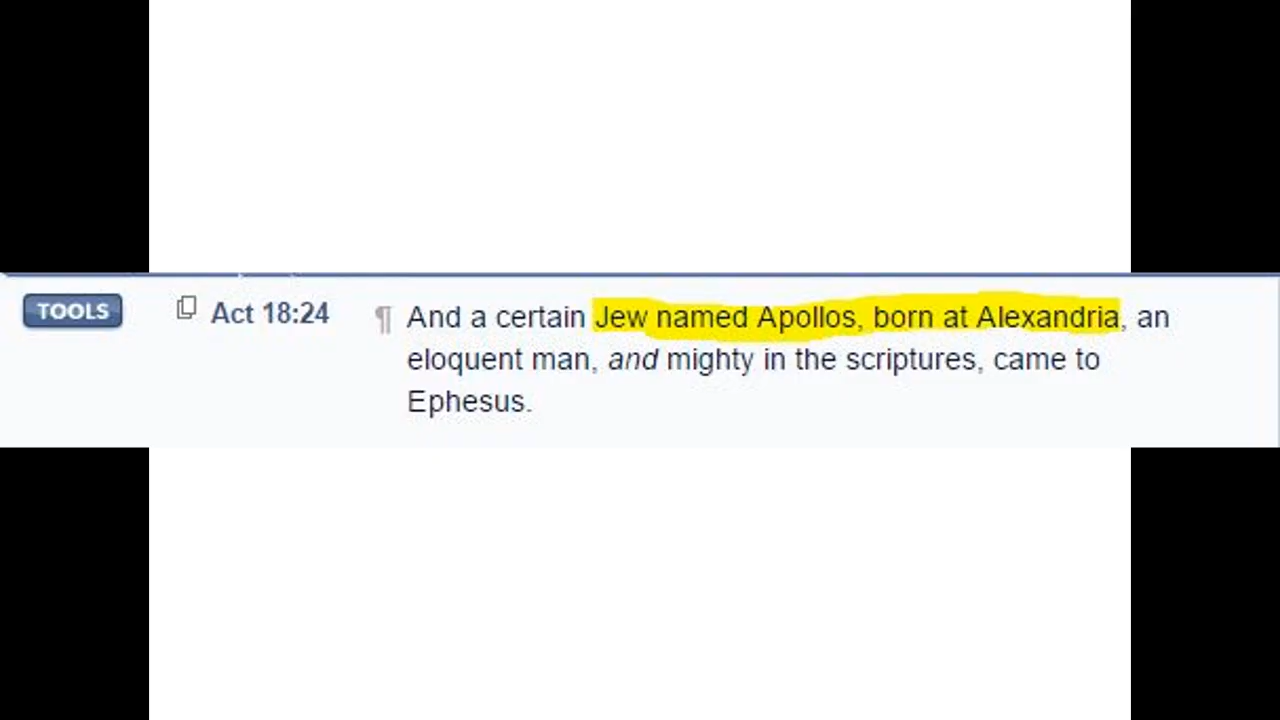 TOOLS Act 18:24 ¶ And a certain Jew named Apollos, born at Alexandria, an
eloquent man, and mighty in the scriptures, came to
Ephesus.